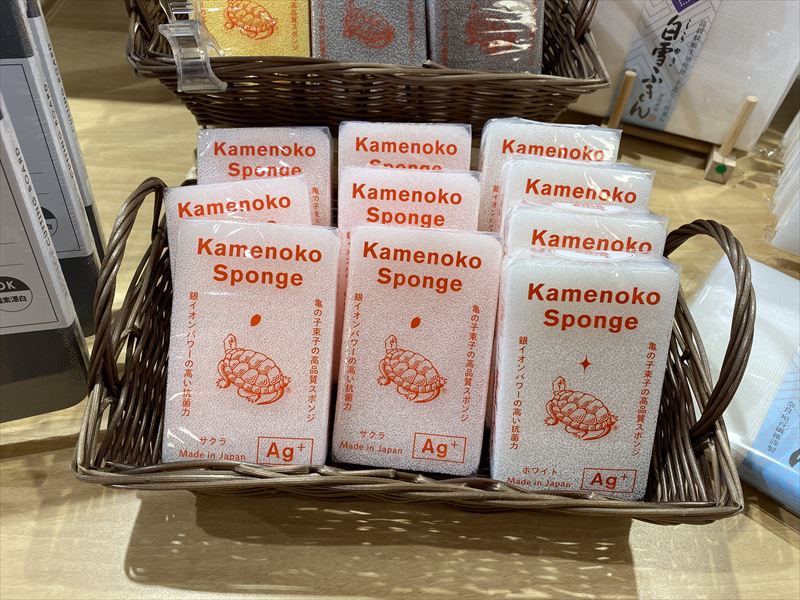 白雪ふきん
Kamenoko
Sponge
Kamenoko
Sponge
Kamenoko
Kamenoko
Kamenoko
Sponge
Kamenoko
Kamenoko
Kamenoko
Sponge
亀の子束子の高品質スポンジ
銀イオンパワーの高い抗菌力
サクラ
Made in Japan
Ag+
Kamenoko
Sponge
亀の子束子の高品質スポンジ
銀イオンパワーの高い抗菌力
サクラ
Made in Japan
Ag+
Kamenoko
Sponge
亀の子束子の高品質スポンジ
銀イオンパワーの高い抗菌力
ホワイト
Made in Japan
Ag+
CUTTING BOARD
OK